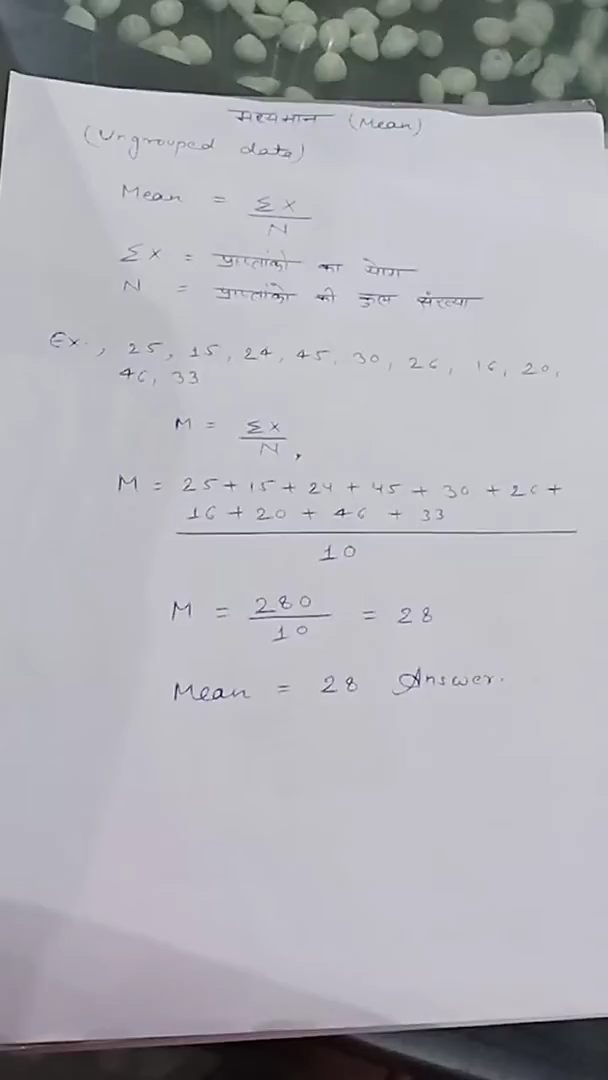 मध्यमान (Mean)
(Ungrouped data)
Mean = Σx
N
Σx = प्राप्तांको का योग
N = प्राप्तांको की कुल संख्या
Ex., 25, 15, 24, 45, 30, 26, 16, 20,
46, 33
M = Σx
N,
M = 25 + 15 + 24 + 45 + 30 + 26 +
16 + 20 + 46 + 33
10
M = 280 = 28
10
Mean = 28 Answer.